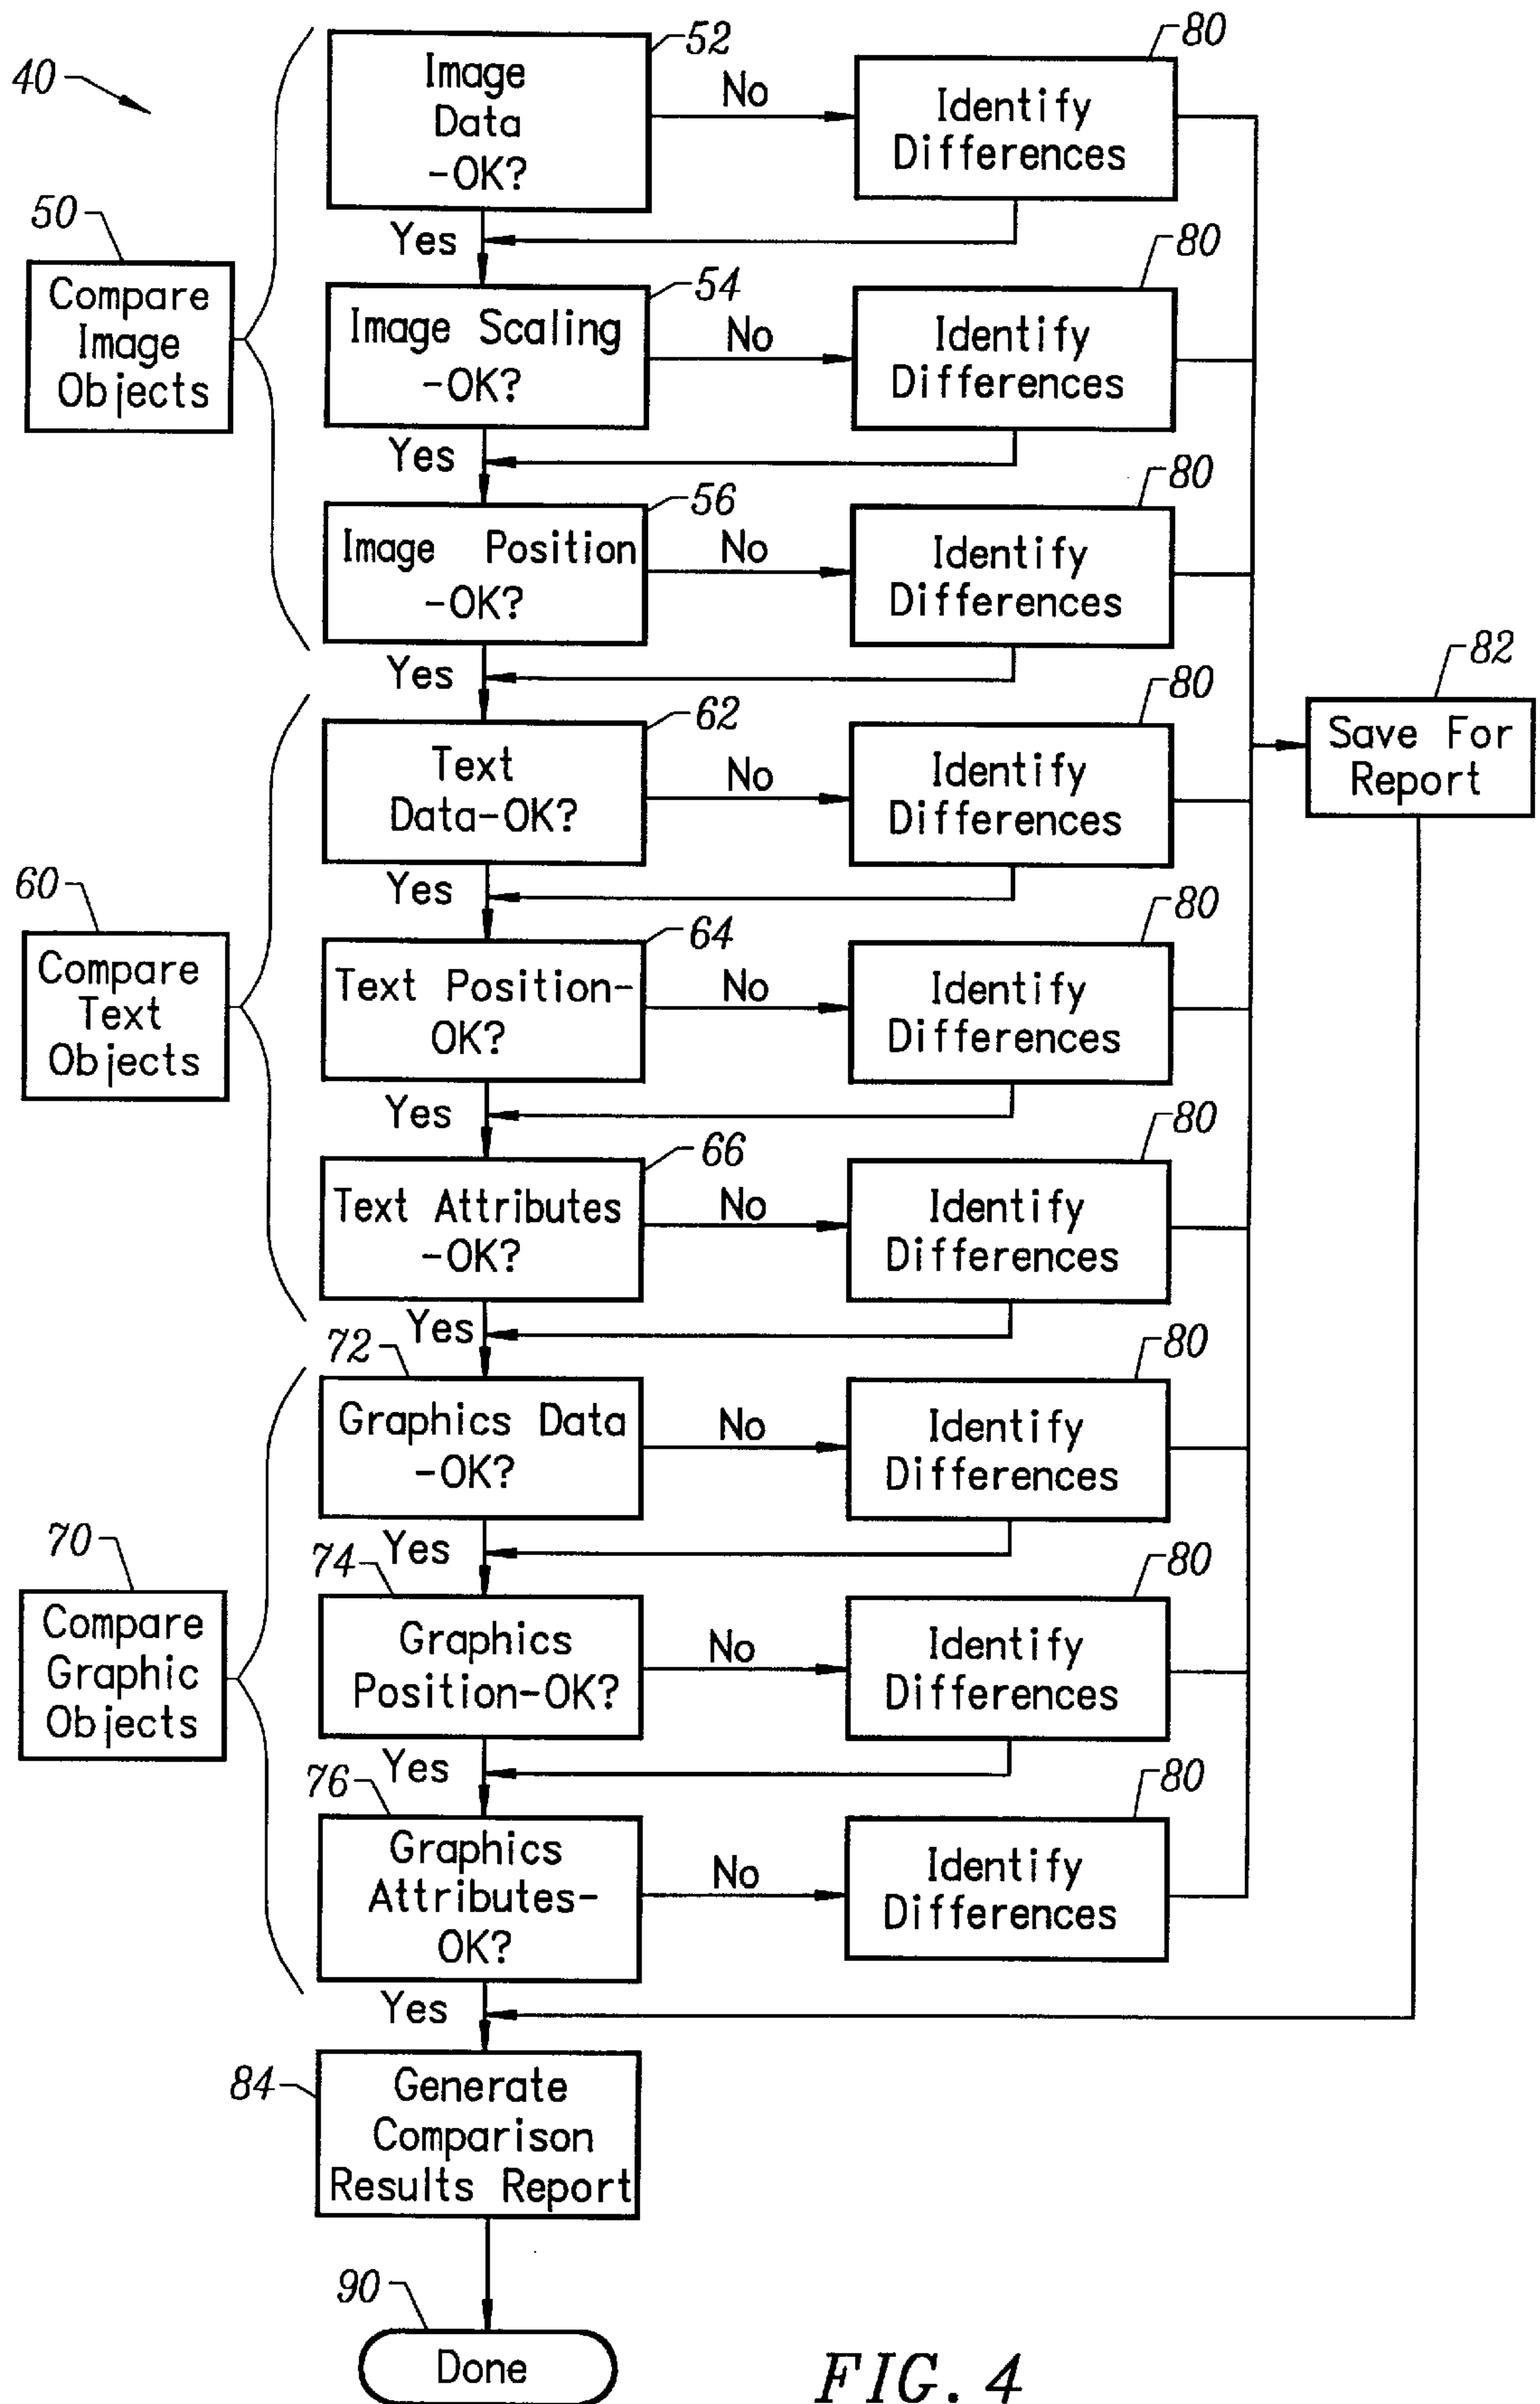 40
52
Image
Data
-OK?
No
80
Identify
Differences
Yes
50
Compare
Image
Objects
54
Image Scaling
-OK?
No
80
Identify
Differences
Yes
56
Image Position
-OK?
No
80
Identify
Differences
Yes
82
Save For
Report
62
Text
Data-OK?
No
80
Identify
Differences
Yes
60
Compare
Text
Objects
64
Text Position-
OK?
No
80
Identify
Differences
Yes
66
Text Attributes
-OK?
No
80
Identify
Differences
Yes
72
Graphics Data
-OK?
No
80
Identify
Differences
Yes
70
Compare
Graphic
Objects
74
Graphics
Position-OK?
No
80
Identify
Differences
Yes
76
Graphics
Attributes-
OK?
No
80
Identify
Differences
Yes
84
Generate
Comparison
Results Report
90
Done
FIG. 4